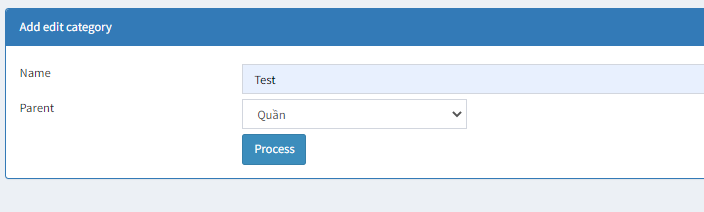 Add edit category
Name
Test
Parent
Quần
Process